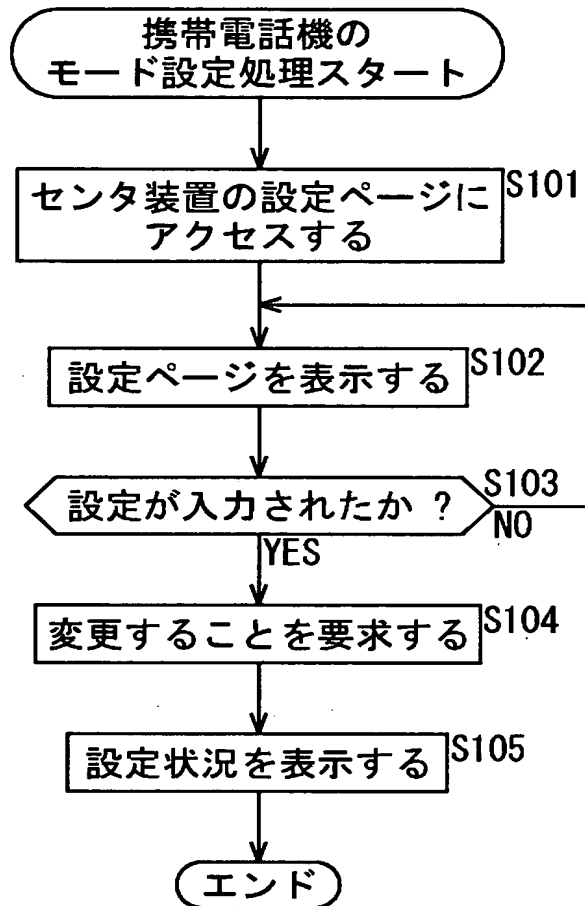 携帯電話機の
モード設定処理スタート
センタ装置の設定ページに
アクセスする
S101
設定ページを表示する
S102
設定が入力されたか ?
S103
NO
YES
変更することを要求する
S104
設定状況を表示する
S105
エンド